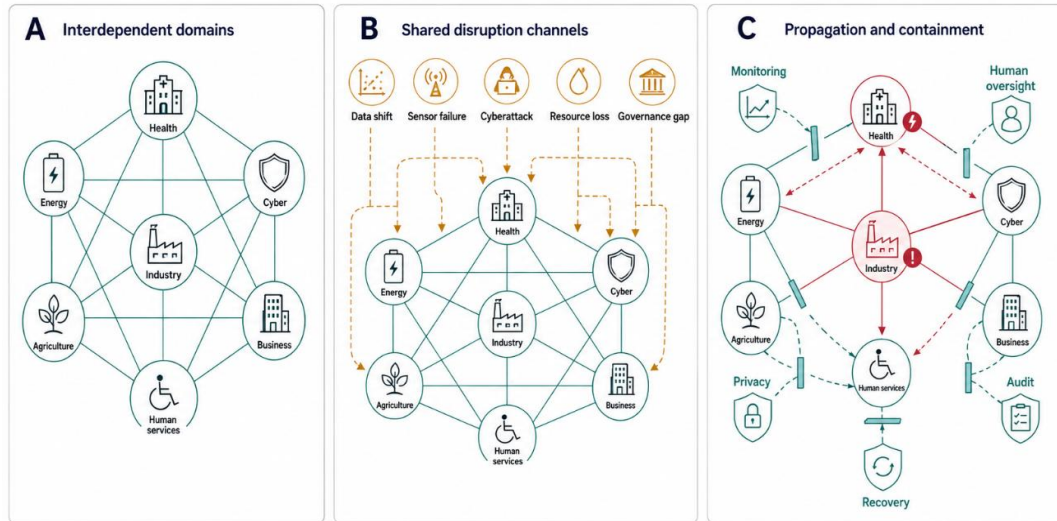 A Interdependent domains
Health
Energy
Cyber
Industry
Agriculture
Business
Human
services
B Shared disruption channels
Data shift
Sensor failure
Cyberattack
Resource loss
Governance gap
Health
Energy
Cyber
Industry
Agriculture
Business
Human
services
C Propagation and containment
Monitoring
Human
oversight
Health
Energy
Cyber
Industry
!
Agriculture
Business
Human services
Privacy
Audit
Recovery